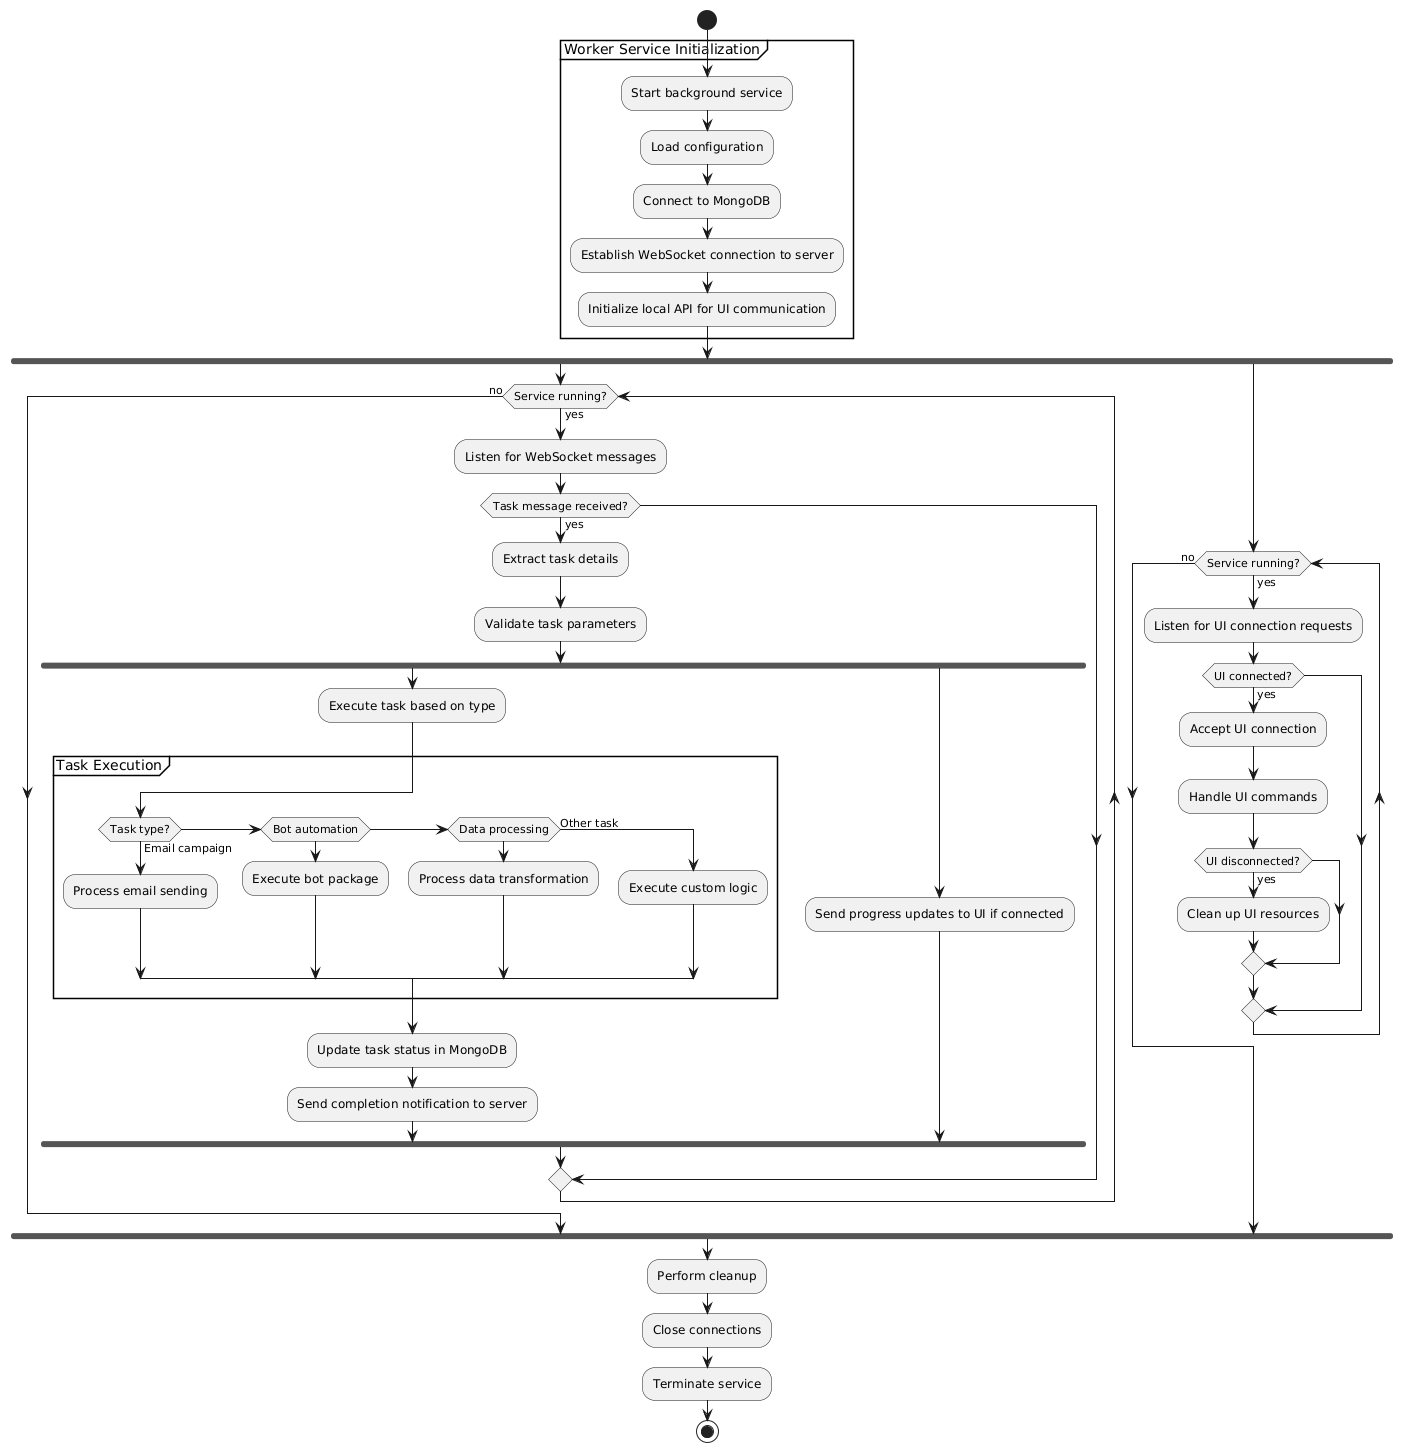 Worker Service Initialization
Start background service
Load configuration
Connect to MongoDB
Establish WebSocket connection to server
Initialize local API for UI communication
no
Service running?
yes
Listen for WebSocket messages
Task message received?
yes
Extract task details
Validate task parameters
Execute task based on type
Task Execution
Task type?
Email campaign
Process email sending
Bot automation
Execute bot package
Data processing
Process data transformation
Other task
Execute custom logic
Update task status in MongoDB
Send completion notification to server
Send progress updates to UI if connected
no
Service running?
yes
Listen for UI connection requests
UI connected?
yes
Accept UI connection
Handle UI commands
UI disconnected?
yes
Clean up UI resources
Perform cleanup
Close connections
Terminate service